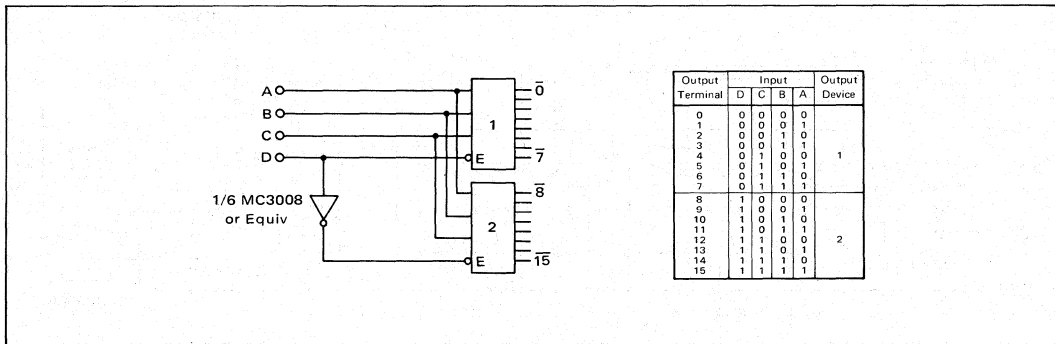 A
B
C
D
1
E
0̅
7̅
1/6 MC3008
or Equiv
2
E
8̅
1̅5̅
Output Terminal Input Output Device
D C B A
0 0 0 0 0
1 0 0 0 1
2 0 0 1 0
3 0 0 1 1
4 0 1 0 0 1
5 0 1 0 1
6 0 1 1 0
7 0 1 1 1
8 1 0 0 0
9 1 0 0 1
10 1 0 1 0
11 1 0 1 1
12 1 1 0 0 2
13 1 1 0 1
14 1 1 1 0
15 1 1 1 1